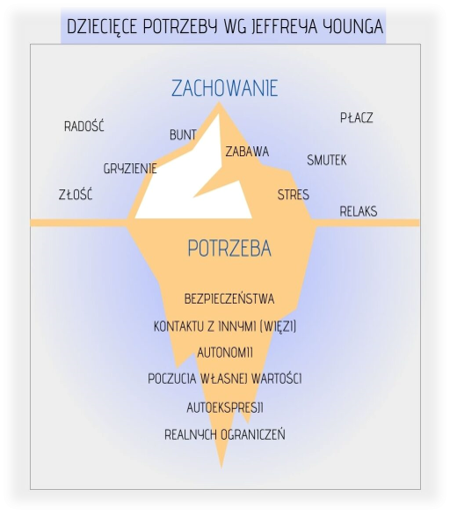 DZIECIĘCE POTRZEBY WG JEFFREYA YOUNGA
ZACHOWANIE
RADOŚĆ
PŁACZ
BUNT
ZABAWA
SMUTEK
GRYZIENIE
ZŁOŚĆ
STRES
RELAKS
POTRZEBA
BEZPIECZEŃSTWA
KONTAKTU Z INNYMI (WIĘZI)
AUTONOMII
POCZUCIA WŁASNEJ WARTOŚCI
AUTOEKSPRESJI
REALNYCH OGRANICZEŃ